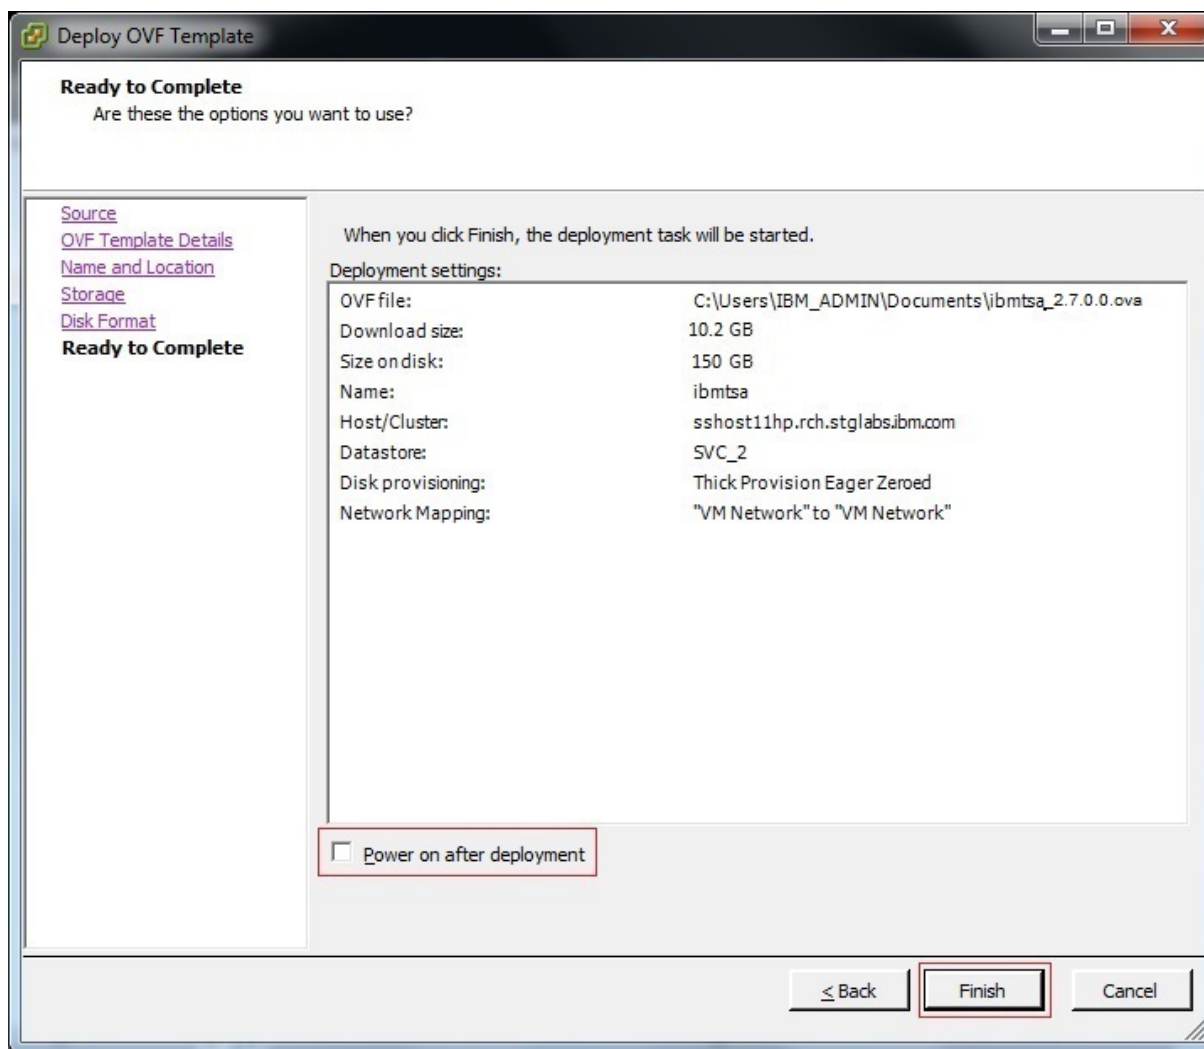 Deploy OVF Template
Ready to Complete
Are these the options you want to use?
Source
OVF Template Details
Name and Location
Storage
Disk Format
Ready to Complete
When you click Finish, the deployment task will be started.
Deployment settings:
OVF file: C:\Users\IBM_ADMIN\Documents\ibmtsa_2.7.0.0.ova
Download size: 10.2 GB
Size on disk: 150 GB
Name: ibmtsa
Host/Cluster: sshost11hp.rch.stglabs.ibm.com
Datastore: SVC_2
Disk provisioning: Thick Provision Eager Zeroed
Network Mapping: "VM Network" to "VM Network"
Power on after deployment
< Back Finish Cancel